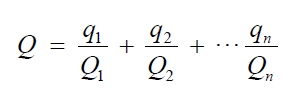 Q = q₁/Q₁ + q₂/Q₂ + ⋯ qₙ/Qₙ